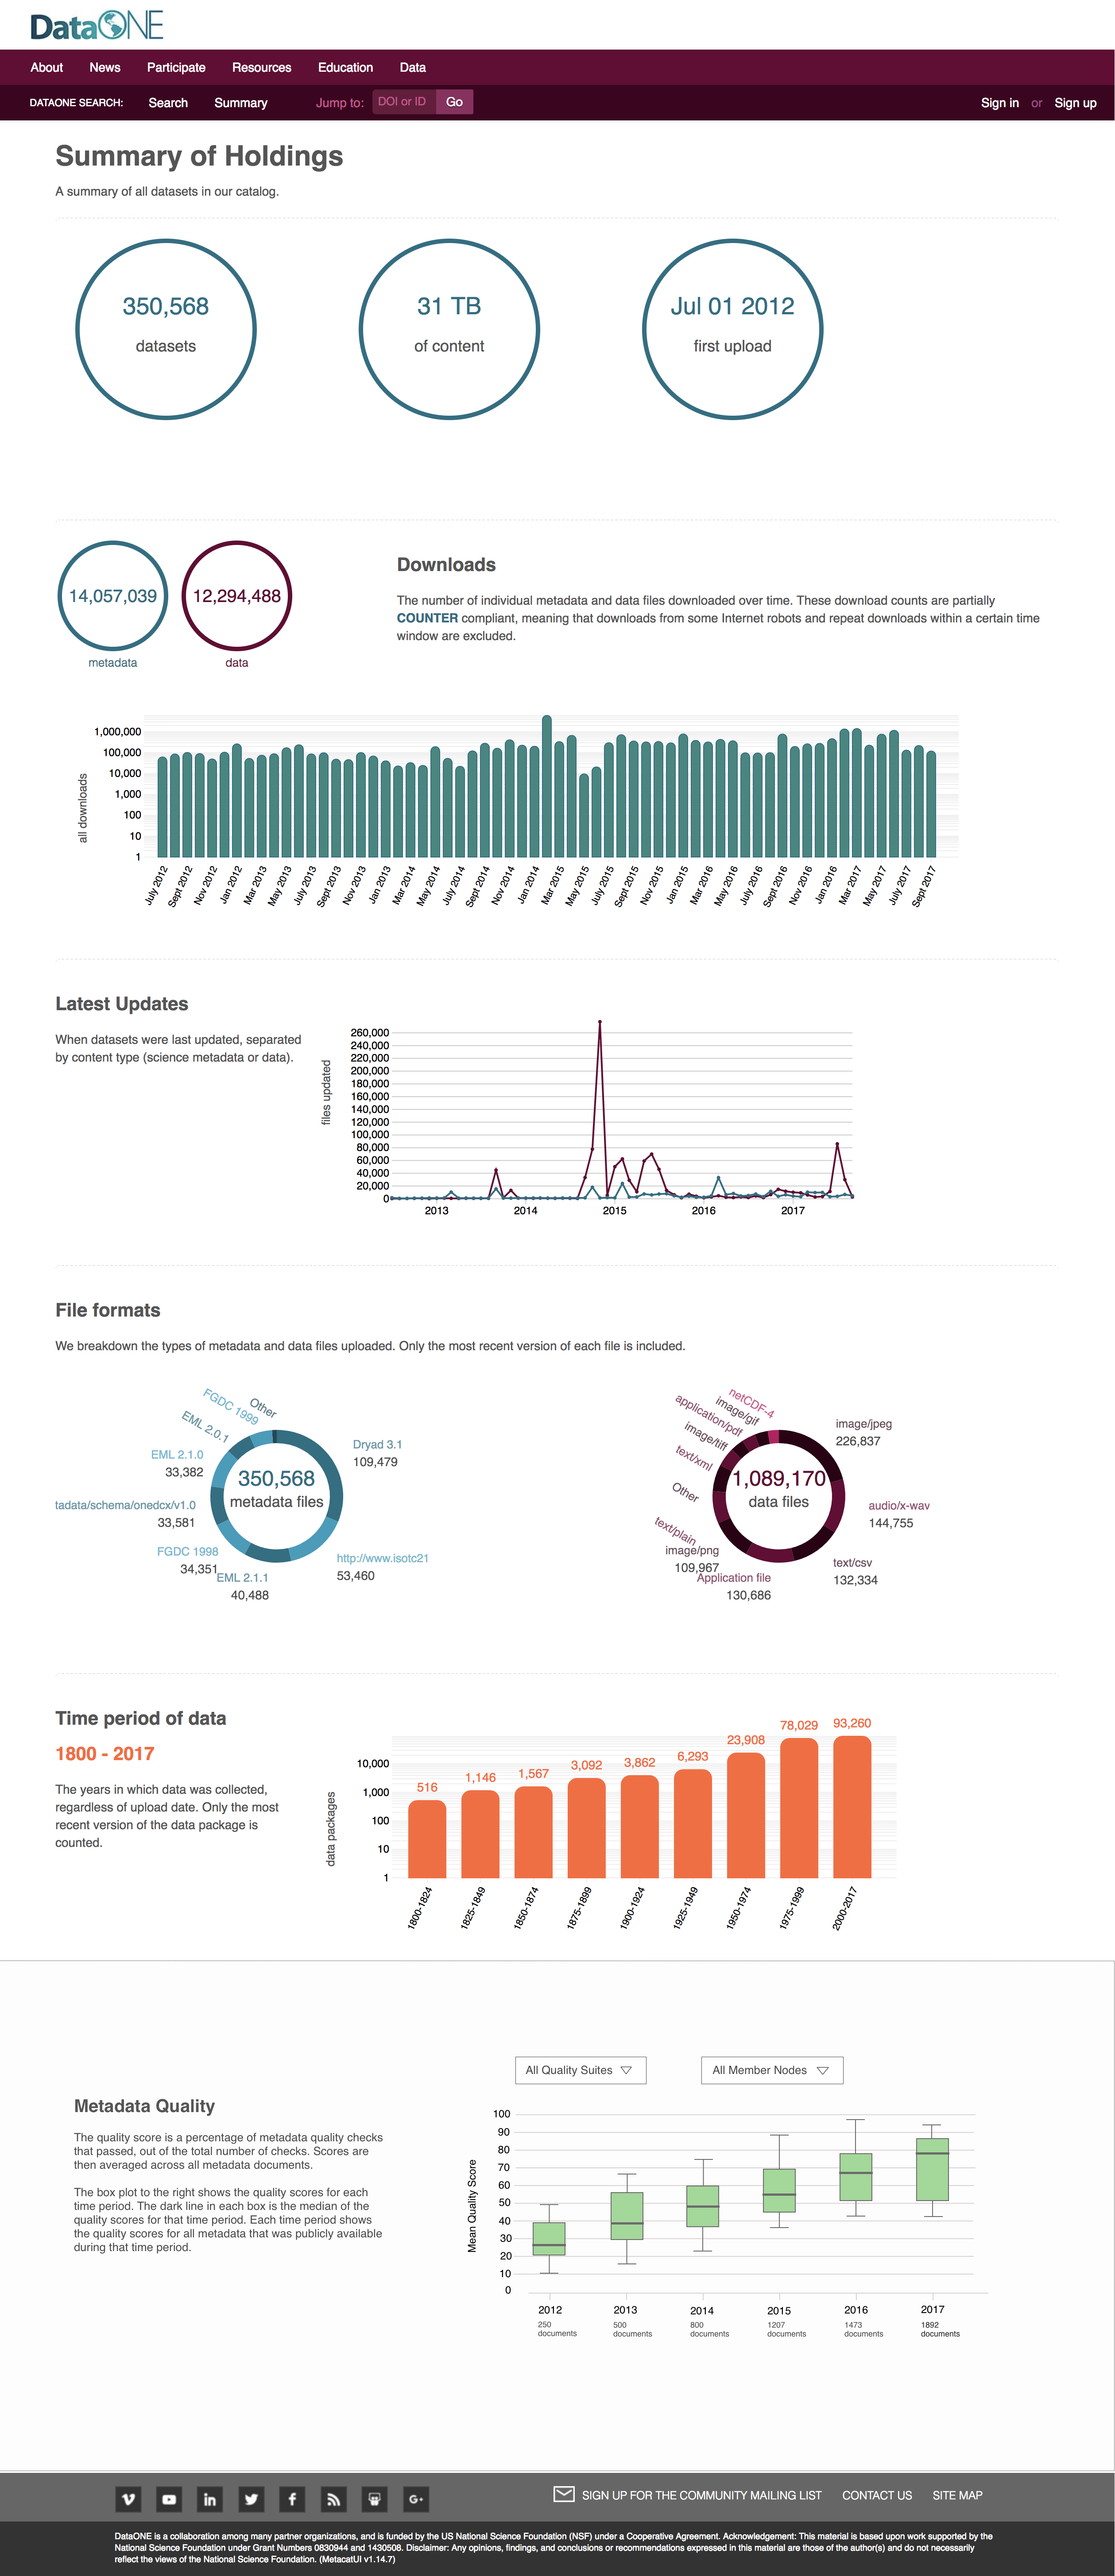 DataONE
About News Participate Resources Education Data
DATAONE SEARCH: Search Summary Jump to: DOI or ID Go Sign in or Sign up
Summary of Holdings
A summary of all datasets in our catalog.
350,568
datasets
31 TB
of content
Jul 01 2012
first upload
14,057,039
metadata
12,294,488
data
Downloads
The number of individual metadata and data files downloaded over time. These download counts are partially
COUNTER compliant, meaning that downloads from some Internet robots and repeat downloads within a certain time
window are excluded.
all downloads
1,000,000
100,000
10,000
1,000
100
10
1
July 2012
Sept 2012
Nov 2012
Jan 2012
Mar 2013
May 2013
July 2013
Sept 2013
Nov 2013
Jan 2013
Mar 2014
May 2014
July 2014
Sept 2014
Nov 2014
Jan 2014
Mar 2015
May 2015
July 2015
Sept 2015
Nov 2015
Jan 2015
Mar 2016
May 2016
July 2016
Sept 2016
Nov 2016
Jan 2016
Mar 2017
May 2017
July 2017
Sept 2017
Latest Updates
When datasets were last updated, separated
by content type (science metadata or data).
files updated
260,000
240,000
220,000
200,000
180,000
160,000
140,000
120,000
100,000
80,000
60,000
40,000
20,000
0
2013 2014 2015 2016 2017
File formats
We breakdown the types of metadata and data files uploaded. Only the most recent version of each file is included.
350,568
metadata files
Dryad 3.1
109,479
http://www.isotc21
53,460
EML 2.1.1
40,488
FGDC 1998
34,351
tadata/schema/onedcx/v1.0
33,581
EML 2.1.0
33,382
EML 2.0.1
FGDC 1999
Other
1,089,170
data files
image/jpeg
226,837
audio/x-wav
144,755
text/csv
132,334
Application file
130,686
image/png
109,967
text/plain
Other
text/xml
image/tiff
application/pdf
image/gif
netCDF-4
Time period of data
1800 - 2017
The years in which data was collected,
regardless of upload date. Only the most
recent version of the data package is
counted.
data packages
10,000
1,000
100
10
1
516
1,146
1,567
3,092
3,862
6,293
23,908
78,029
93,260
1800-1824
1825-1849
1850-1874
1875-1899
1900-1924
1925-1949
1950-1974
1975-1999
2000-2017
All Quality Suites
All Member Nodes
Metadata Quality
The quality score is a percentage of metadata quality checks
that passed, out of the total number of checks. Scores are
then averaged across all metadata documents.
The box plot to the right shows the quality scores for each
time period. The dark line in each box is the median of the
quality scores for that time period. Each time period shows
the quality scores for all metadata that was publicly available
during that time period.
Mean Quality Score
100
90
80
70
60
50
40
30
20
10
0
2012 2013 2014 2015 2016 2017
250 500 800 1207 1473 1892
documents documents documents documents documents documents
SIGN UP FOR THE COMMUNITY MAILING LIST CONTACT US SITE MAP
DataONE is a collaboration among many partner organizations, and is funded by the US National Science Foundation (NSF) under a Cooperative Agreement. Acknowledgement: This material is based upon work supported by the
National Science Foundation under Grant Numbers 0830944 and 1430508. Disclaimer: Any opinions, findings, and conclusions or recommendations expressed in this material are those of the author(s) and do not necessarily
reflect the views of the National Science Foundation. (MetacatUI v1.14.7)